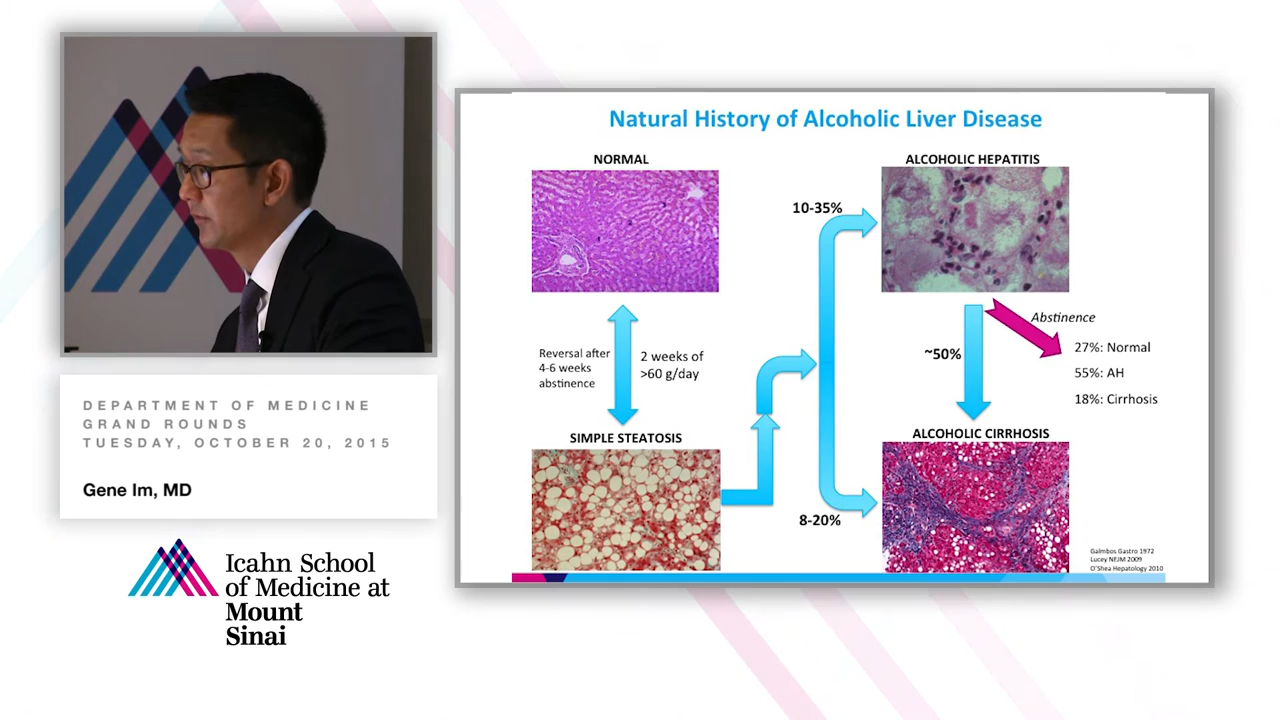 DEPARTMENT OF MEDICINE
GRAND ROUNDS
TUESDAY, OCTOBER 20, 2015
Gene Im, MD
Icahn School
of Medicine at
Mount
Sinai
Natural History of Alcoholic Liver Disease
NORMAL
Reversal after
4-6 weeks
abstinence
2 weeks of
>60 g/day
SIMPLE STEATOSIS
10-35%
8-20%
ALCOHOLIC HEPATITIS
~50%
Abstinence
27%: Normal
55%: AH
18%: Cirrhosis
ALCOHOLIC CIRRHOSIS
Galmbos Gastro 1972
Lucey NEJM 2009
O'Shea Hepatology 2010